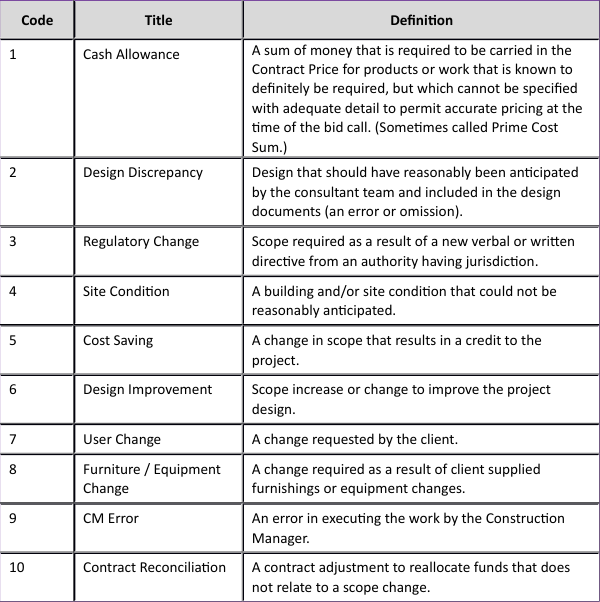 Code Title Definition
1 Cash Allowance A sum of money that is required to be carried in the
Contract Price for products or work that is known to
definitely be required, but which cannot be specified
with adequate detail to permit accurate pricing at the
time of the bid call. (Sometimes called Prime Cost
Sum.)
2 Design Discrepancy Design that should have reasonably been anticipated
by the consultant team and included in the design
documents (an error or omission).
3 Regulatory Change Scope required as a result of a new verbal or written
directive from an authority having jurisdiction.
4 Site Condition A building and/or site condition that could not be
reasonably anticipated.
5 Cost Saving A change in scope that results in a credit to the
project.
6 Design Improvement Scope increase or change to improve the project
design.
7 User Change A change requested by the client.
8 Furniture / Equipment A change required as a result of client supplied
Change furnishings or equipment changes.
9 CM Error An error in executing the work by the Construction
Manager.
10 Contract Reconciliation A contract adjustment to reallocate funds that does
not relate to a scope change.